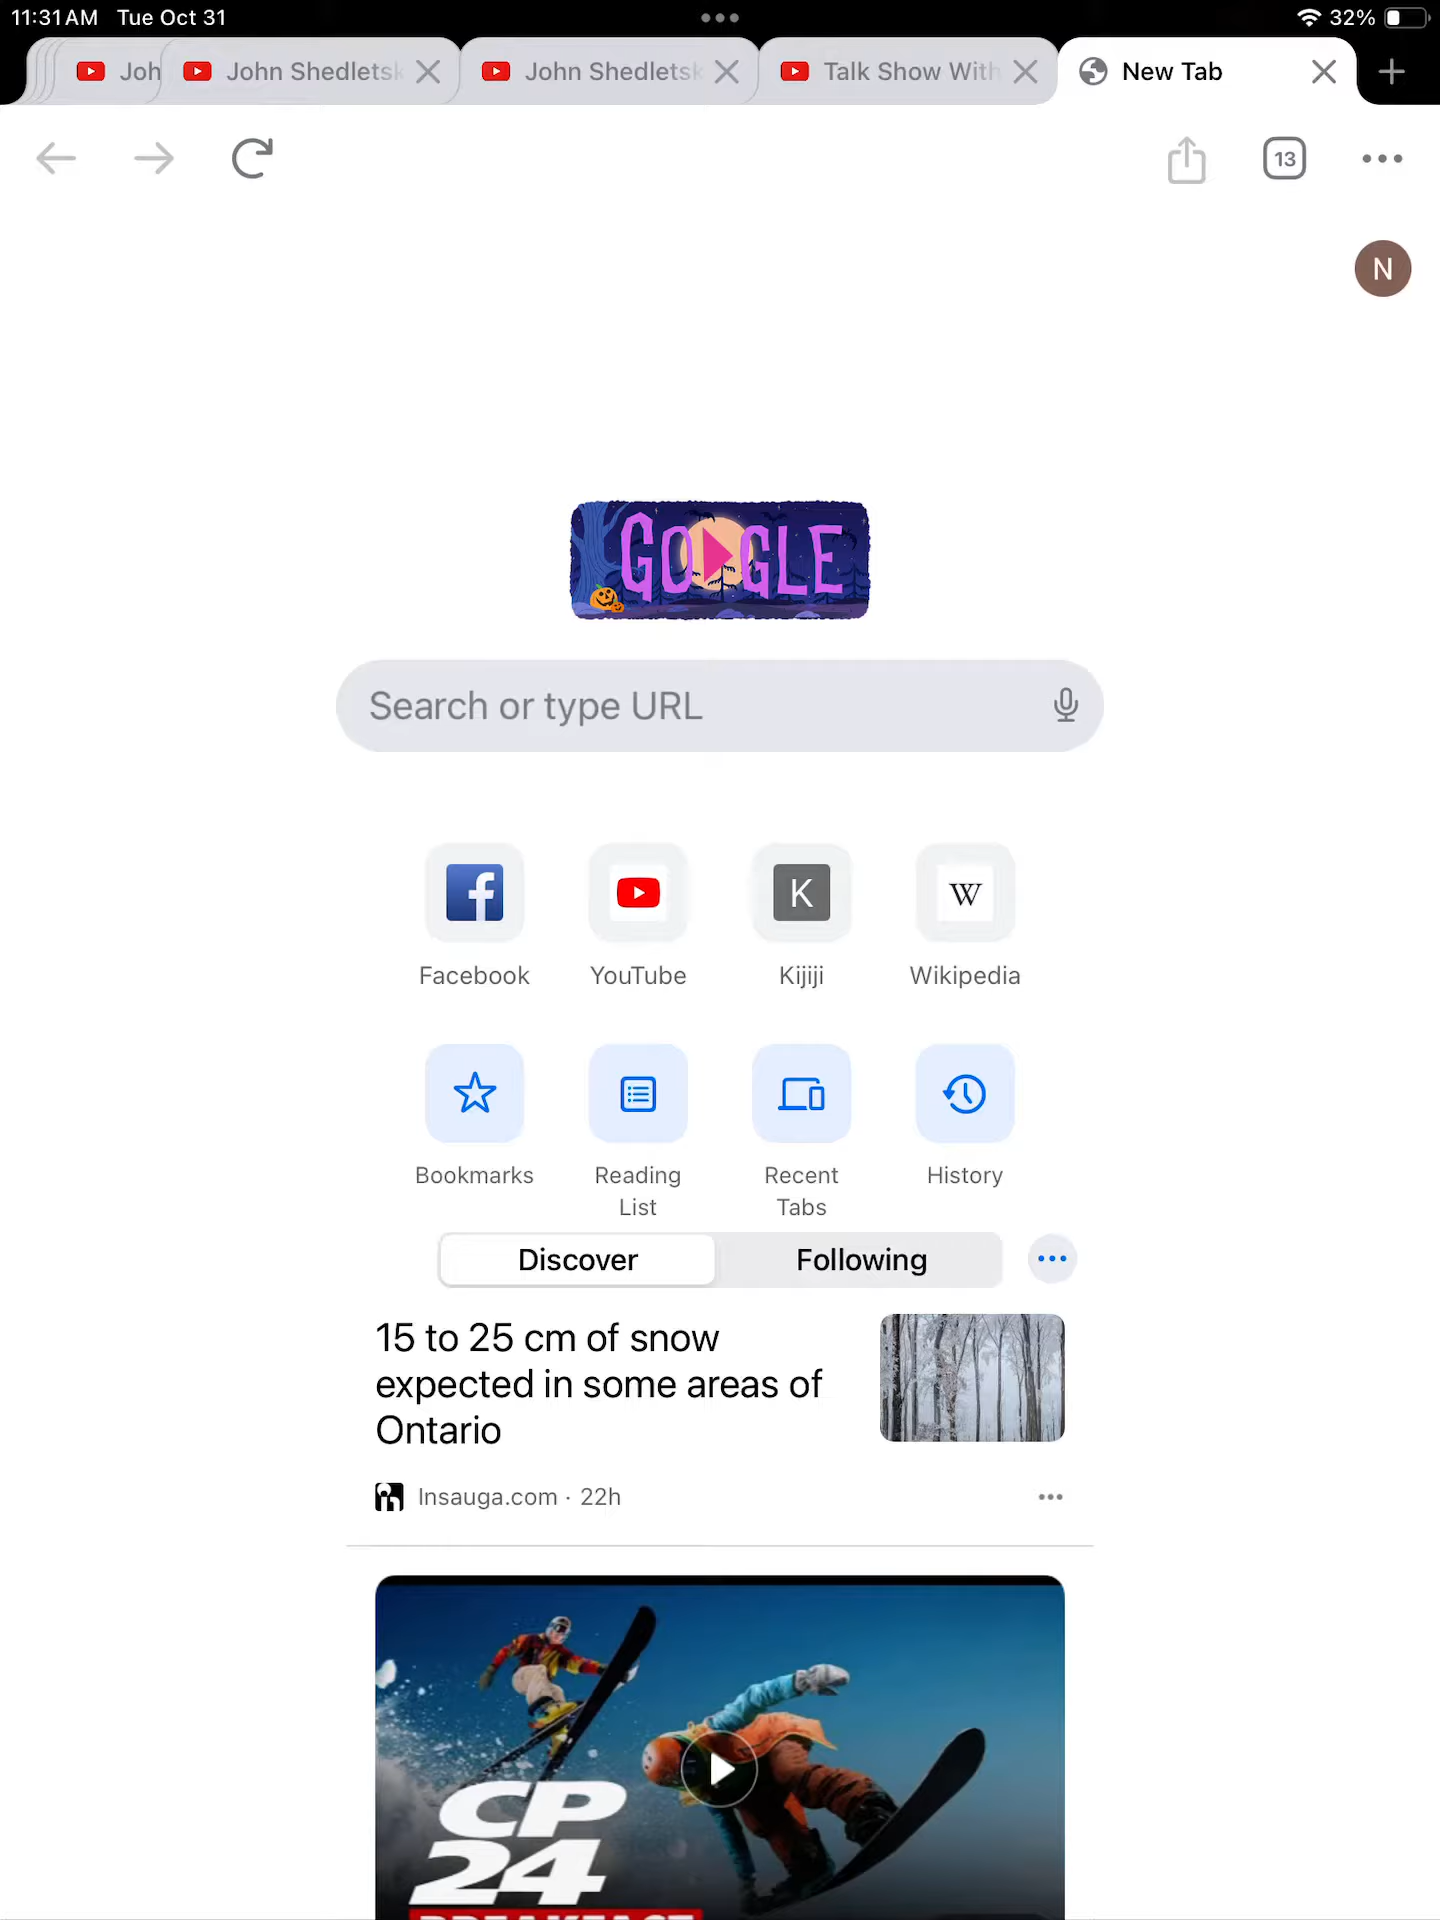 11:31 AM Tue Oct 31
32%
Joh
John Shedletsk
John Shedletsk
Talk Show With
New Tab
13
N
GOOGLE
Search or type URL
Facebook
YouTube
K
Kijiji
W
Wikipedia
Bookmarks
Reading
List
Recent
Tabs
History
Discover
Following
15 to 25 cm of snow
expected in some areas of
Ontario
in
Insauga.com · 22h
CP
24
BREAKFAST